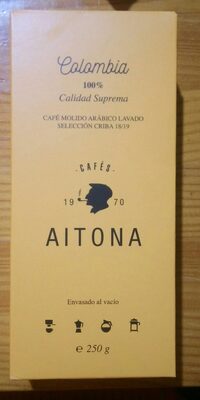 Colombia
100%
Calidad Suprema
CAFÉ MOLIDO ARÁBICO LAVADO
SELECCIÓN CRIBA 18/19
· CAFÉS ·
19 70
AITONA
Envasado al vacío
e 250 g